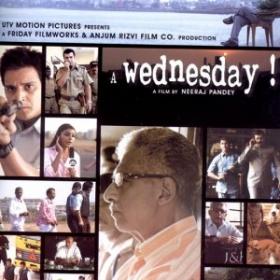 UTV MOTION PICTURES PRESENTS
A FRIDAY FILMWORKS & ANJUM RIZVI FILM CO. PRODUCTION
A wednesday !
A FILM BY NEERAJ PANDEY
J&